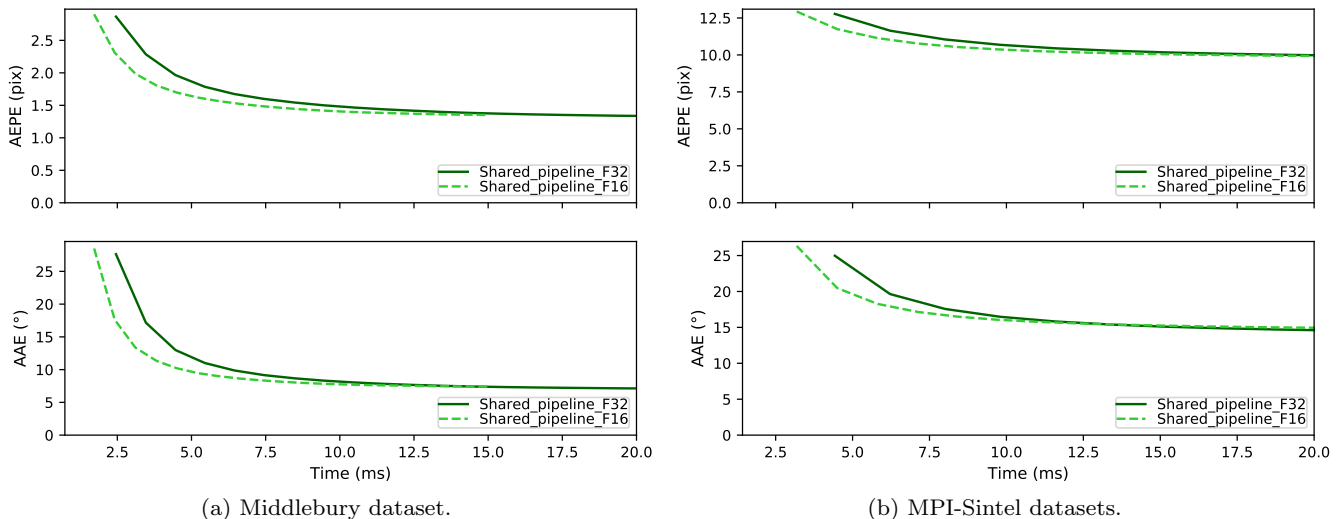 AEPE (pix)
2.5
2.0
1.5
1.0
0.5
0.0
Shared_pipeline_F32
Shared_pipeline_F16
AAE (°)
25
20
15
10
5
0
Shared_pipeline_F32
Shared_pipeline_F16
2.5 5.0 7.5 10.0 12.5 15.0 17.5 20.0
Time (ms)
(a) Middlebury dataset.
AEPE (pix)
12.5
10.0
7.5
5.0
2.5
0.0
Shared_pipeline_F32
Shared_pipeline_F16
AAE (°)
25
20
15
10
5
0
Shared_pipeline_F32
Shared_pipeline_F16
2.5 5.0 7.5 10.0 12.5 15.0 17.5 20.0
Time (ms)
(b) MPI-Sintel datasets.